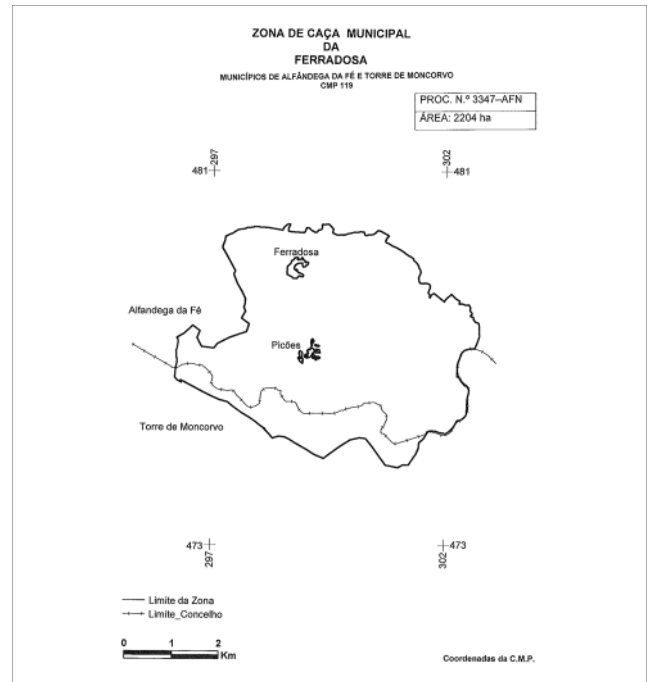 ZONA DE CAÇA MUNICIPAL
DA
FERRADOSA
MUNICÍPIOS DE ALFÂNDEGA DA FÉ E TORRE DE MONCORVO
CMP 119
PROC. N.º 3347–AFN
ÁREA: 2204 ha
297
302
481
481
Ferradosa
Alfandega da Fé
Picões
Torre de Moncorvo
473
473
297
302
Limite da Zona
Limite_Concelho
0 1 2
Km
Coordenadas da C.M.P.